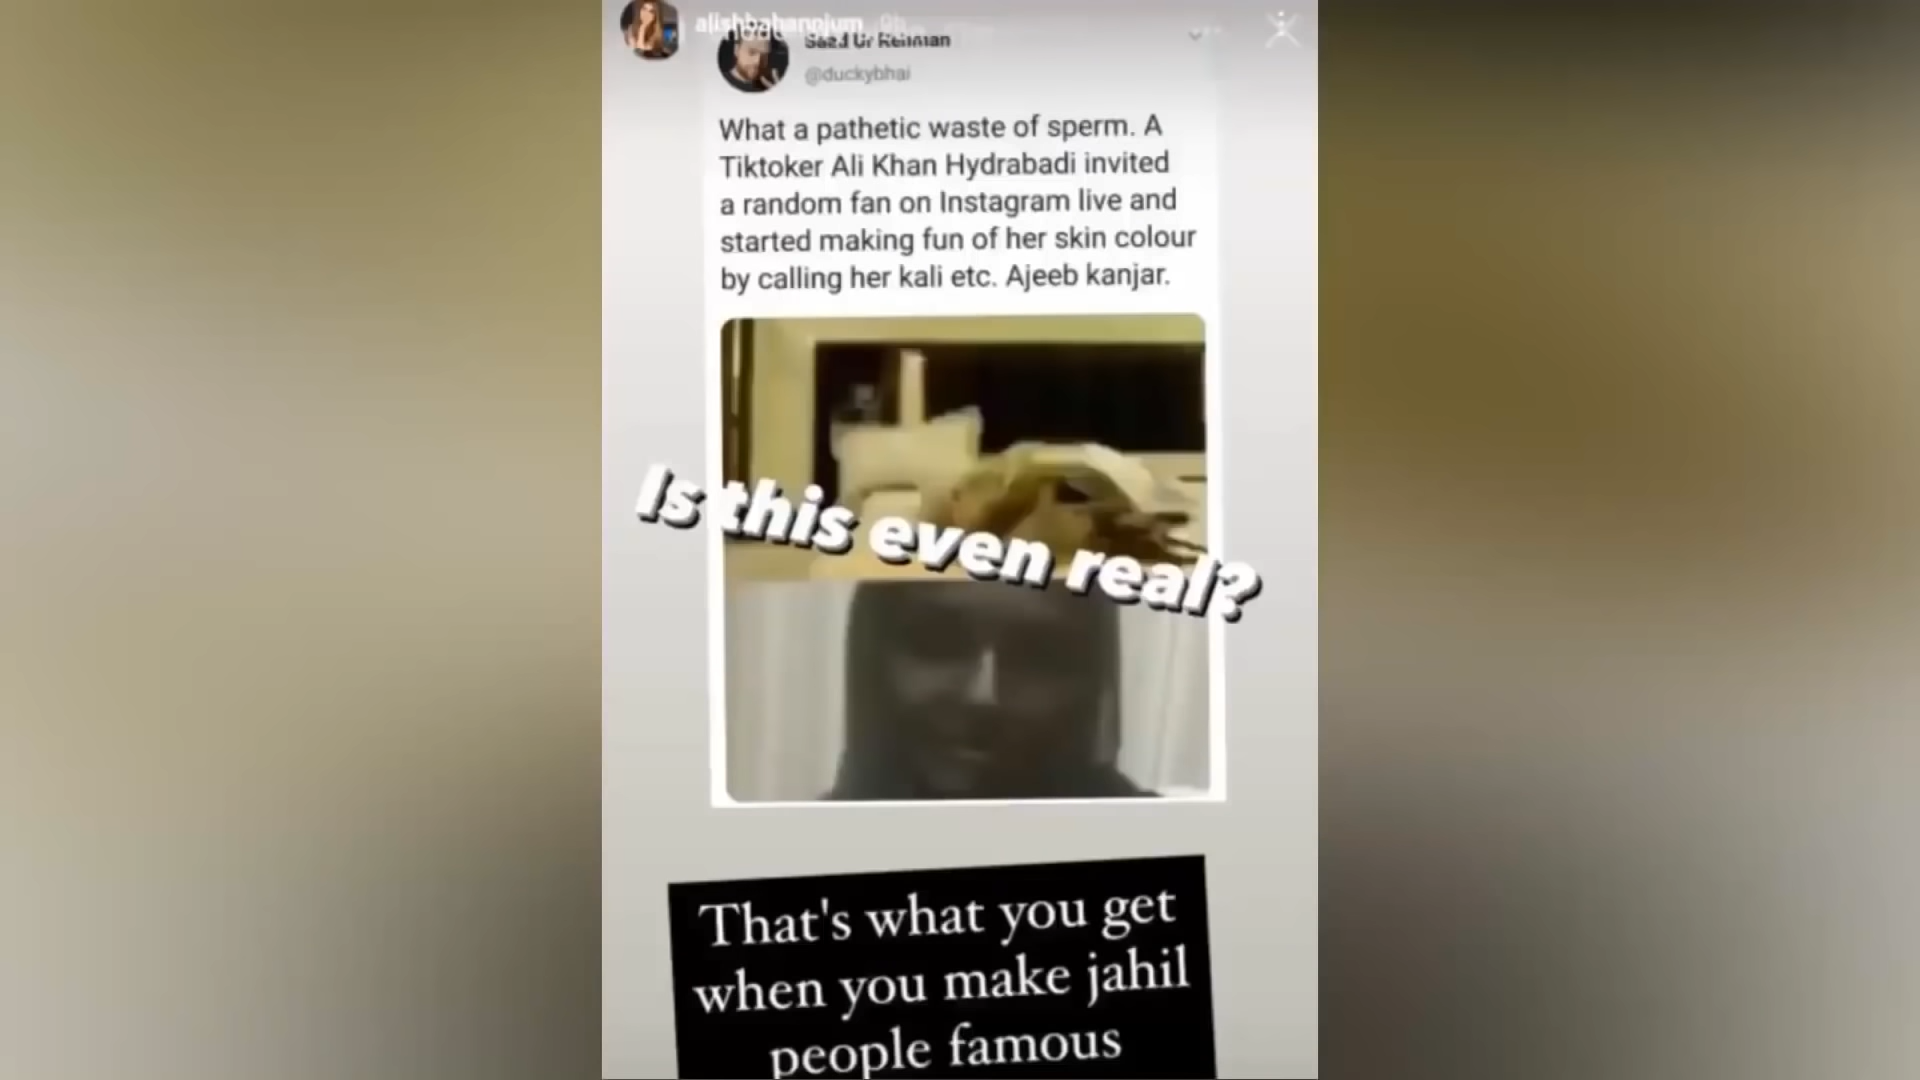 alishbahanojum 9h
Saad Ur Rehman
@duckybhai
What a pathetic waste of sperm. A
Tiktoker Ali Khan Hydrabadi invited
a random fan on Instagram live and
started making fun of her skin colour
by calling her kali etc. Ajeeb kanjar.
Is this even real?
That's what you get
when you make jahil
people famous